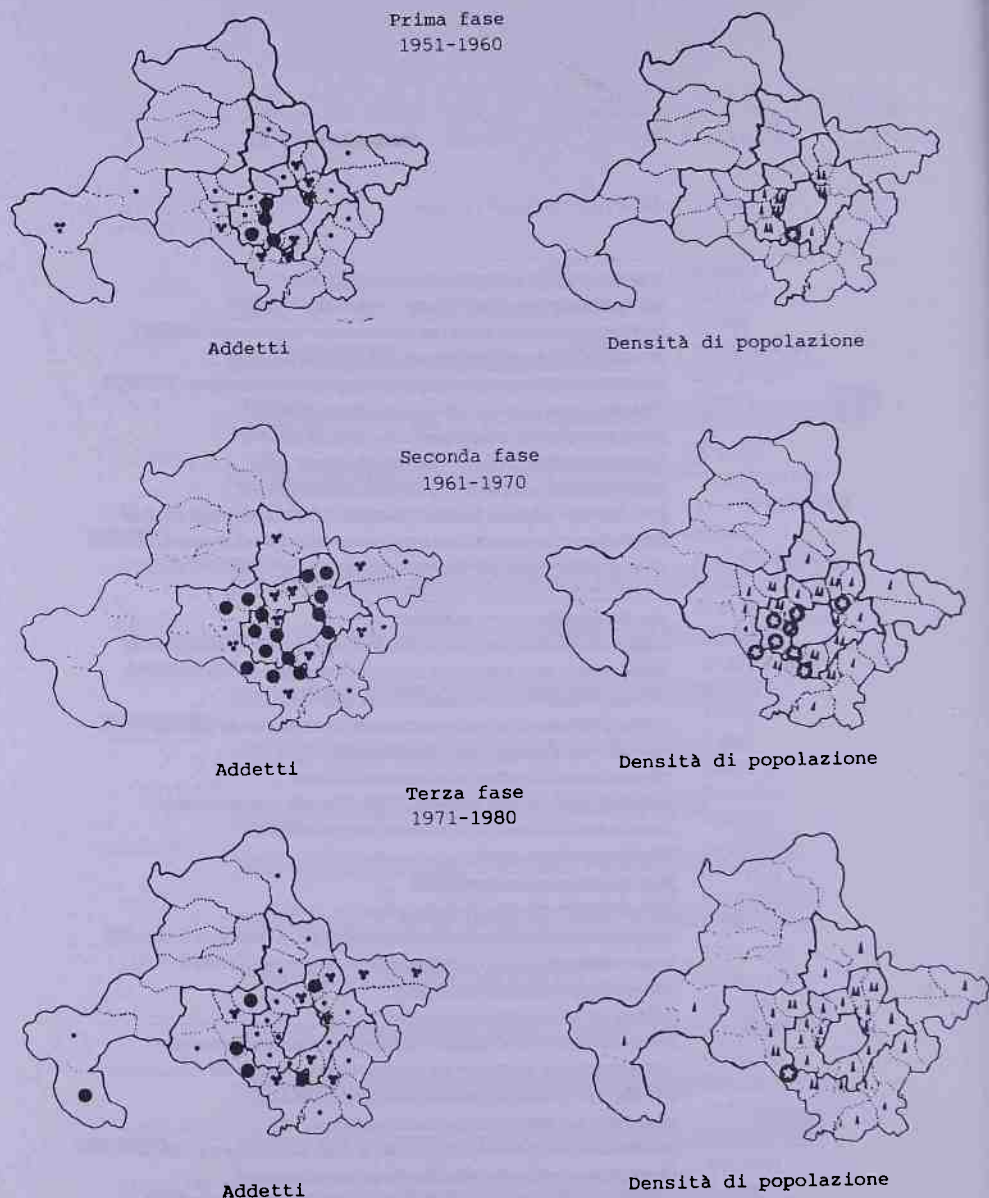 Prima fase
1951-1960
Addetti
Densità di popolazione
Seconda fase
1961-1970
Addetti
Densità di popolazione
Terza fase
1971-1980
Addetti
Densità di popolazione